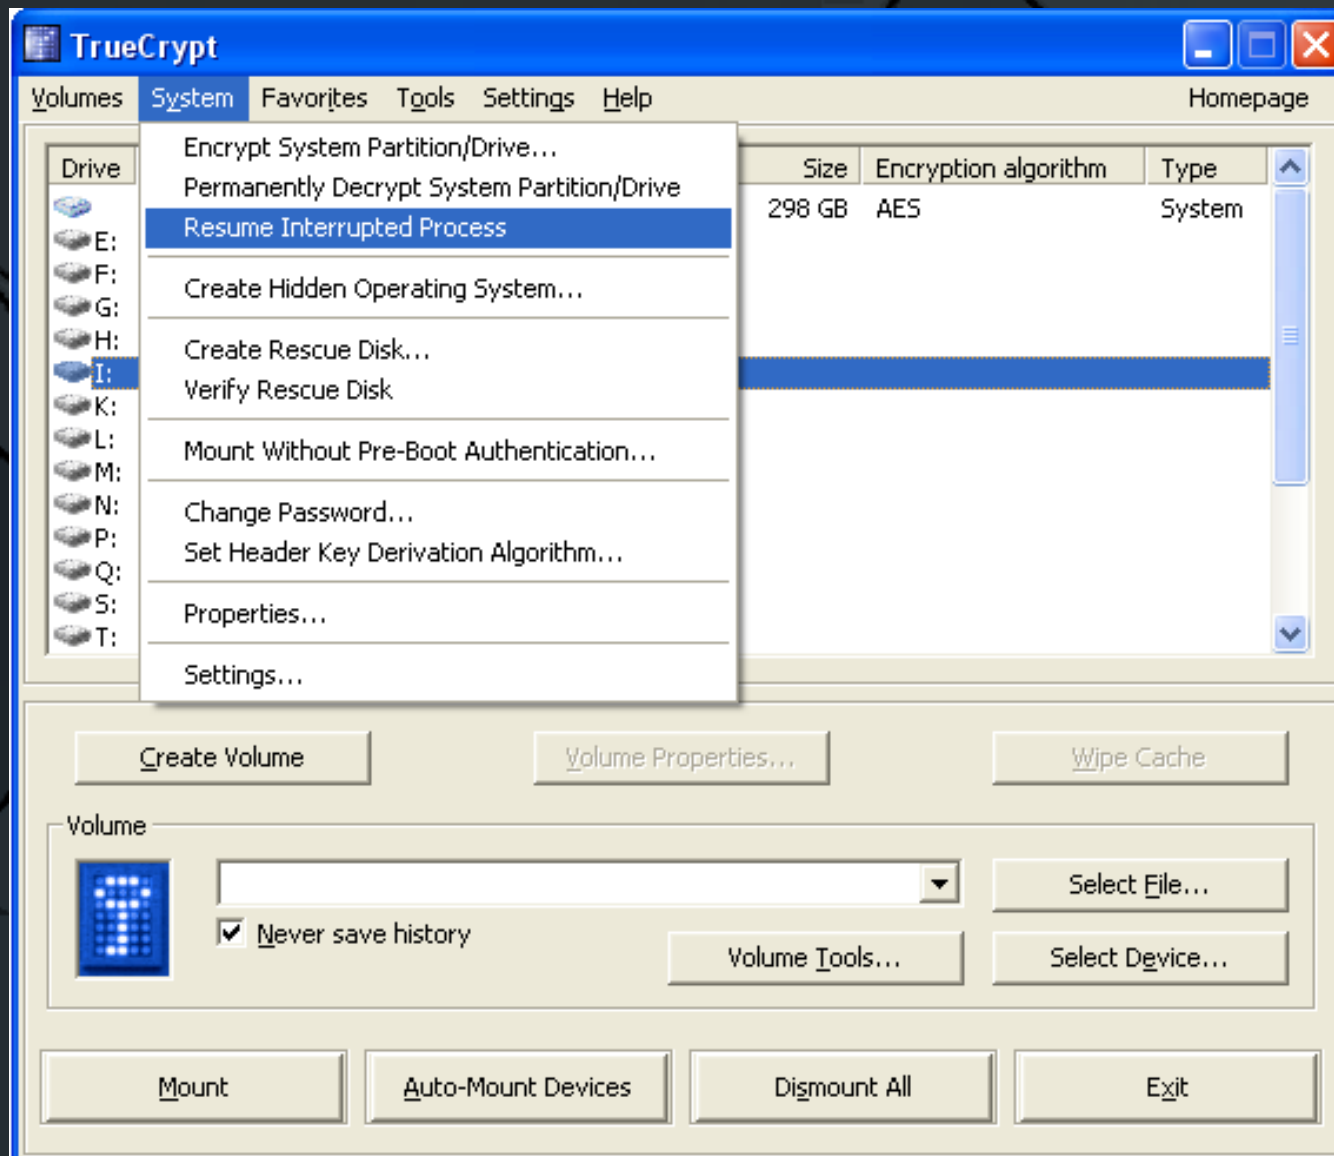 TrueCrypt
Volumes System Favorites Tools Settings Help Homepage
Drive Size Encryption algorithm Type
298 GB AES System
Encrypt System Partition/Drive...
Permanently Decrypt System Partition/Drive
Resume Interrupted Process
Create Hidden Operating System...
Create Rescue Disk...
Verify Rescue Disk
Mount Without Pre-Boot Authentication...
Change Password...
Set Header Key Derivation Algorithm...
Properties...
Settings...
E:
F:
G:
H:
I:
K:
L:
M:
N:
P:
Q:
S:
T:
Create Volume Volume Properties... Wipe Cache
Volume
Select File...
Never save history
Volume Tools... Select Device...
Mount Auto-Mount Devices Dismount All Exit